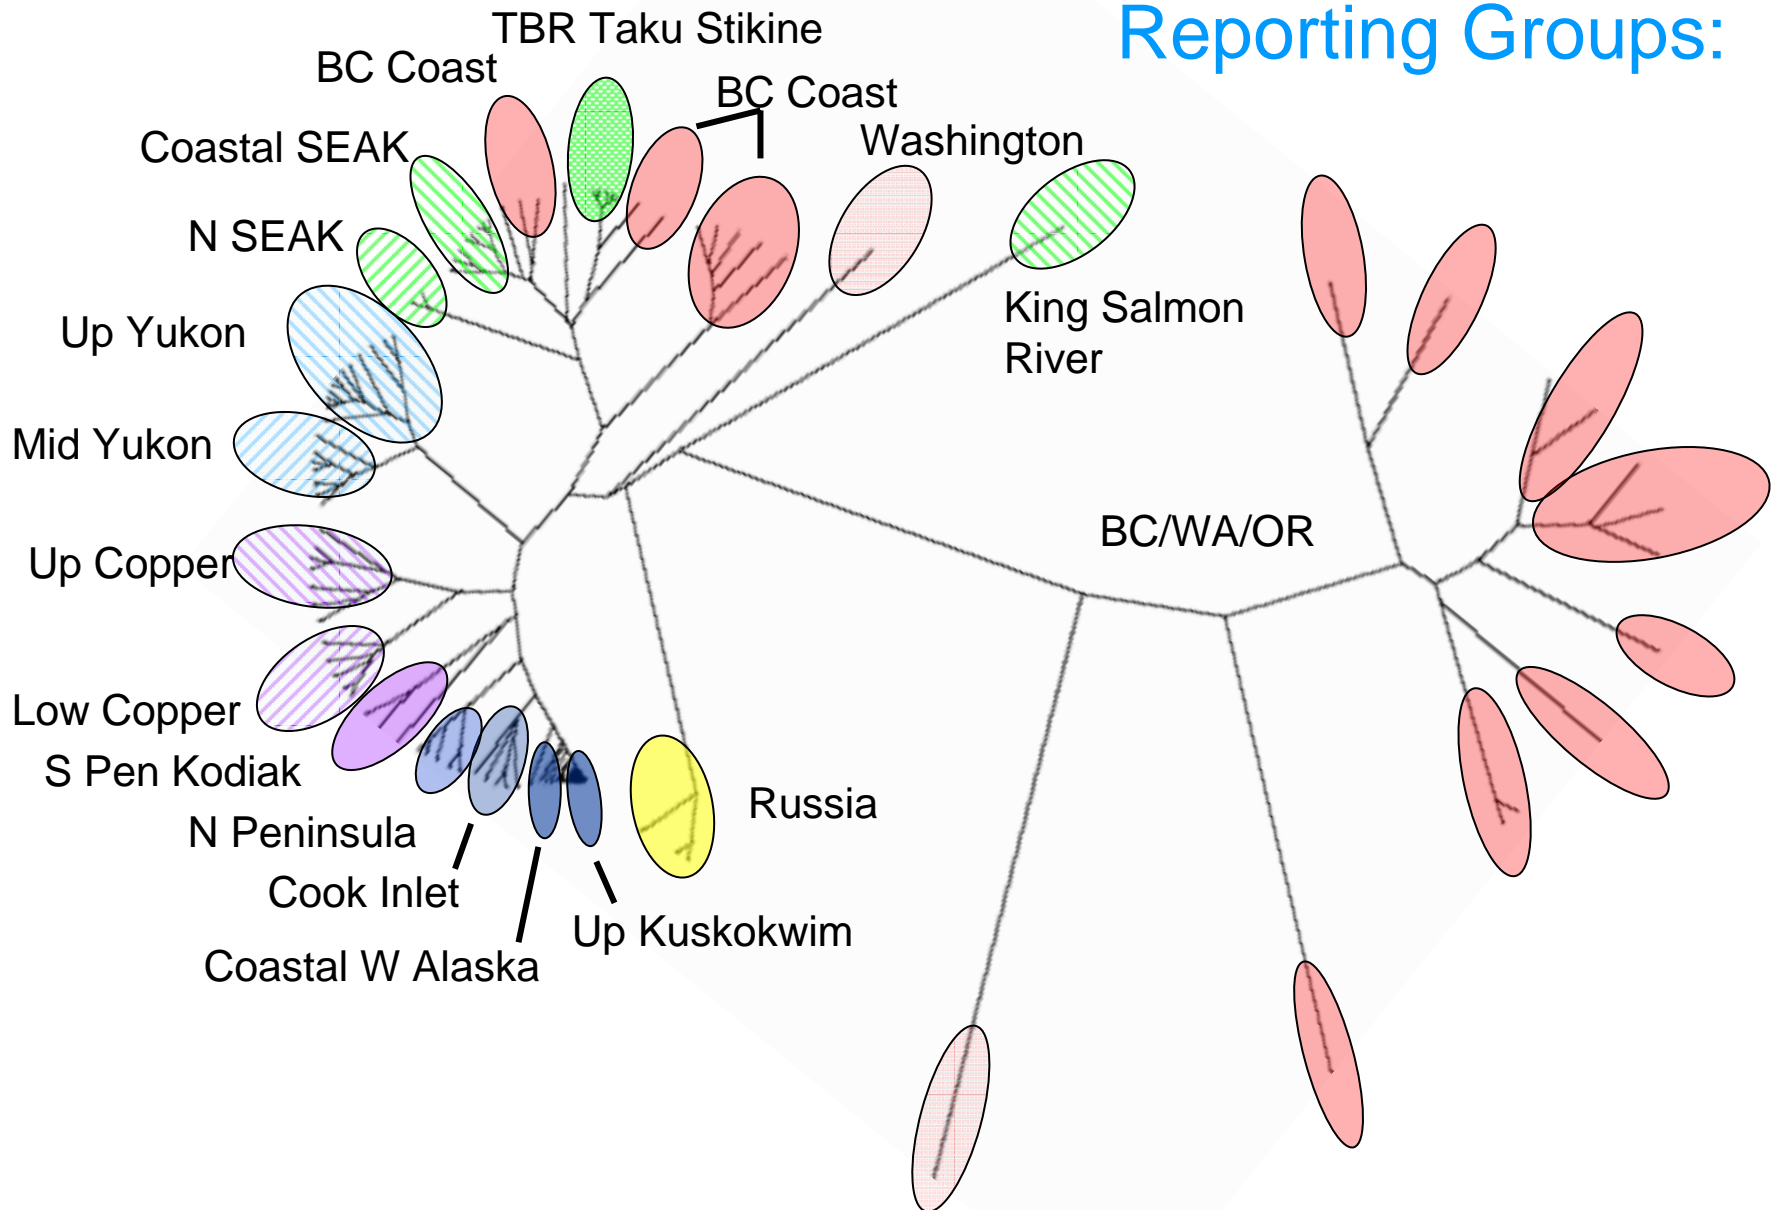 Reporting Groups:
TBR Taku Stikine
BC Coast
BC Coast
Coastal SEAK
Washington
N SEAK
King Salmon
River
Up Yukon
Mid Yukon
BC/WA/OR
Up Copper
Low Copper
S Pen Kodiak
Russia
N Peninsula
Cook Inlet
Up Kuskokwim
Coastal W Alaska